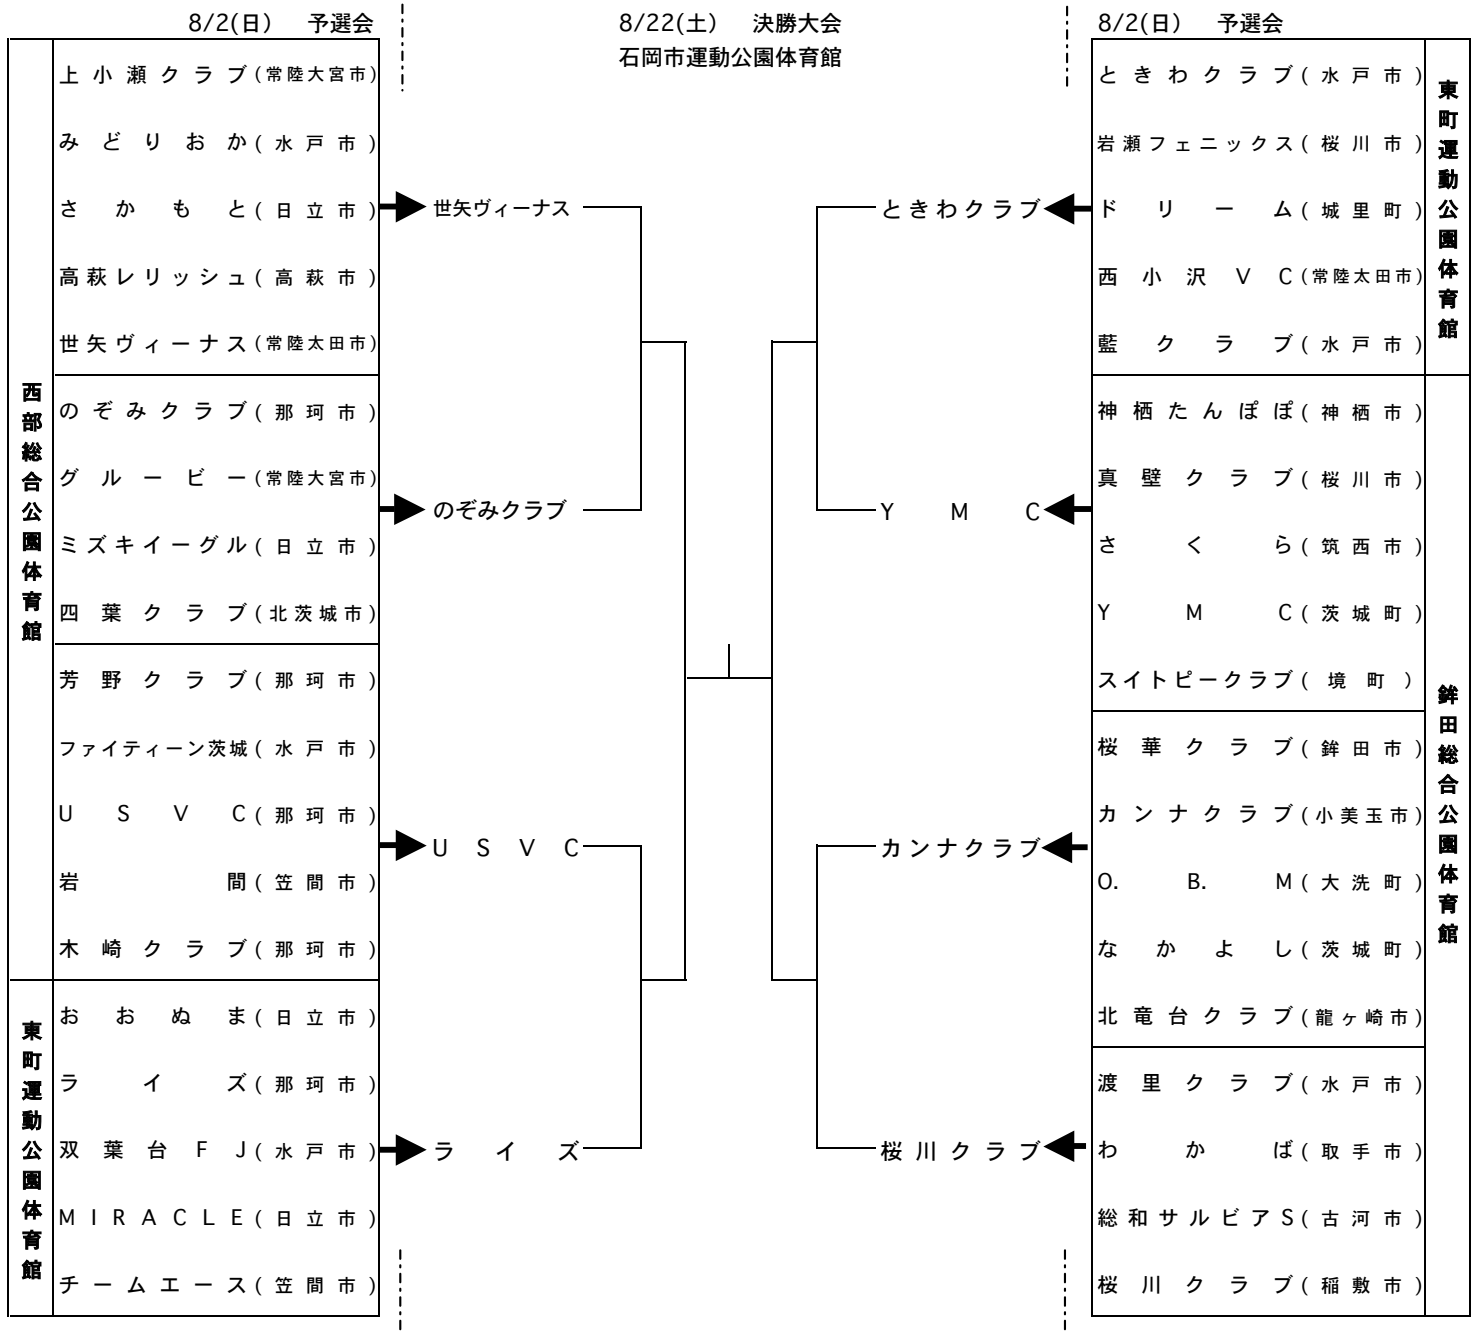 8/2(日)　予選会
8/22(土)　決勝大会
石岡市運動公園体育館
8/2(日)　予選会
西部総合公園体育館
上小瀬クラブ(常陸大宮市)
みどりおか(水戸市)
さかもと(日立市)
高萩レリッシュ(高萩市)
世矢ヴィーナス(常陸太田市)
のぞみクラブ(那珂市)
グルービー(常陸大宮市)
ミズキイーグル(日立市)
四葉クラブ(北茨城市)
芳野クラブ(那珂市)
ファイティーン茨城(水戸市)
USVC(那珂市)
岩間(笠間市)
木崎クラブ(那珂市)
東町運動公園体育館
おおぬま(日立市)
ライズ(那珂市)
双葉台FJ(水戸市)
MIRACLE(日立市)
チームエース(笠間市)
世矢ヴィーナス
のぞみクラブ
USVC
ライズ
ときわクラブ
YMC
カンナクラブ
桜川クラブ
ときわクラブ(水戸市)
岩瀬フェニックス(桜川市)
ドリーム(城里町)
西小沢VC(常陸太田市)
藍クラブ(水戸市)
東町運動公園体育館
神栖たんぽぽ(神栖市)
真壁クラブ(桜川市)
さくら(筑西市)
YMC(茨城町)
スイトピークラブ(境町)
桜華クラブ(鉾田市)
カンナクラブ(小美玉市)
O.B.M(大洗町)
なかよし(茨城町)
北竜台クラブ(龍ヶ崎市)
渡里クラブ(水戸市)
わかば(取手市)
総和サルビアS(古河市)
桜川クラブ(稲敷市)
鉾田総合公園体育館